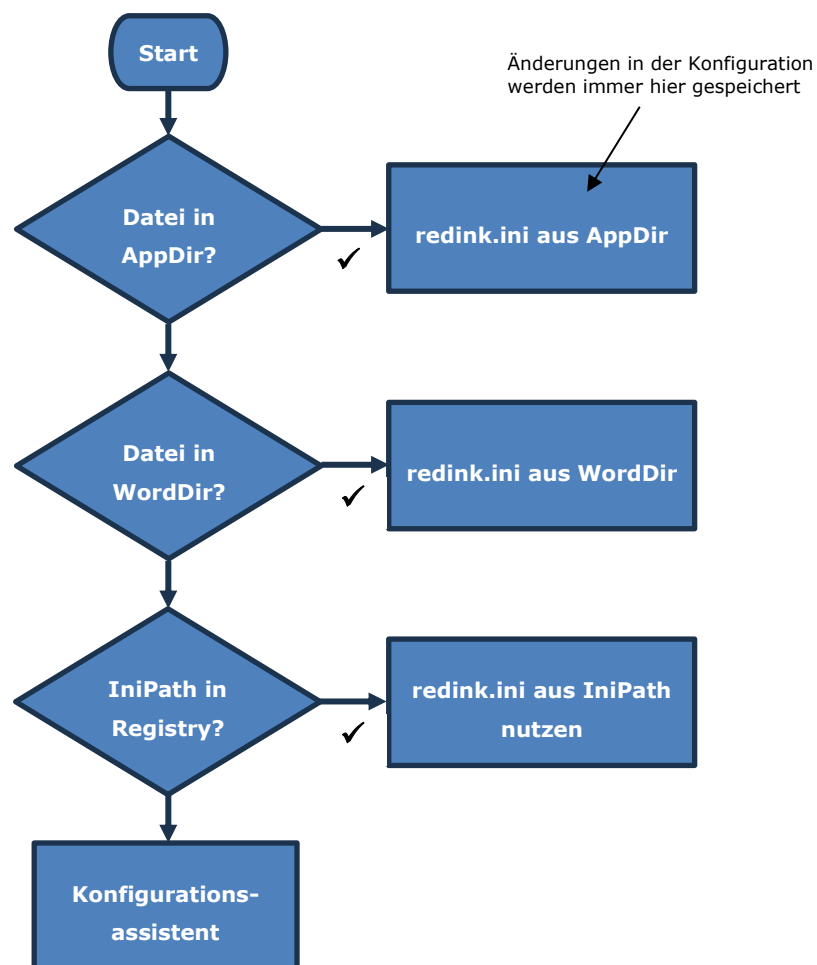 Start
Änderungen in der Konfiguration
werden immer hier gespeichert
Datei in
AppDir?
redink.ini aus AppDir
Datei in
WordDir?
redink.ini aus WordDir
IniPath in
Registry?
redink.ini aus IniPath
nutzen
Konfigurations-
assistent